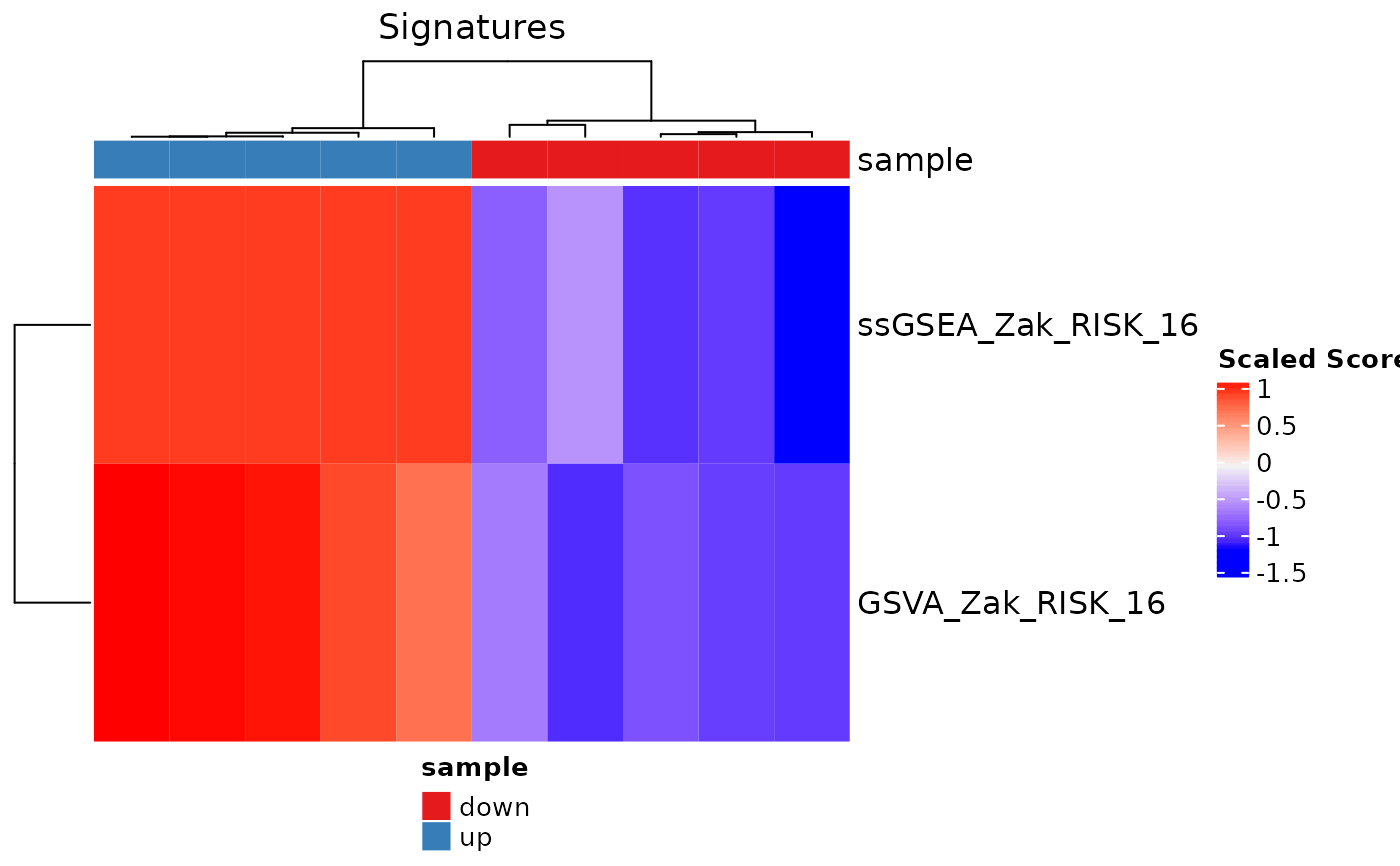 Signatures
sample
ssGSEA_Zak_RISK_16
GSVA_Zak_RISK_16
Scaled Score
1
0.5
0
-0.5
-1
-1.5
sample
down
up